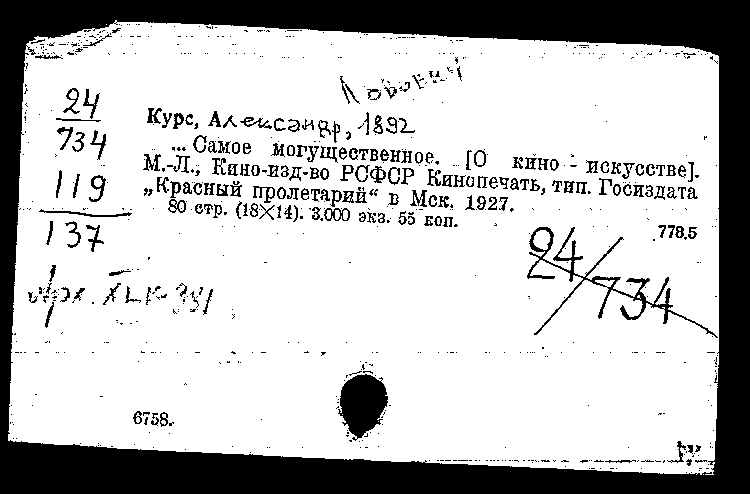 24
734
119
137
Курс, Александр, 1892
... Самое могущественное. [О кино-искусстве].
М.-Л., Кино-изд-во РСФСР Кинопечать, тип. Госиздата
„Красный пролетарий“ в Мск, 1927.
80 стр. (18×14). 3.000 экз. 55 коп.
778.5
24/734
6758.